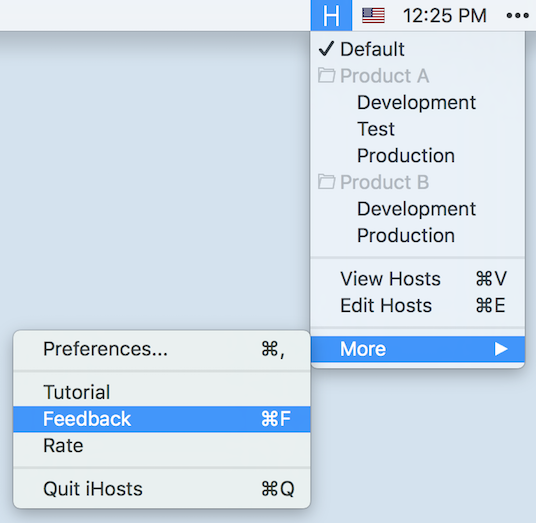 H 12:25 PM
✓ Default
Product A
Development
Test
Production
Product B
Development
Production
View Hosts ⌘V
Edit Hosts ⌘E
More ▶
Preferences... ⌘,
Tutorial
Feedback ⌘F
Rate
Quit iHosts ⌘Q